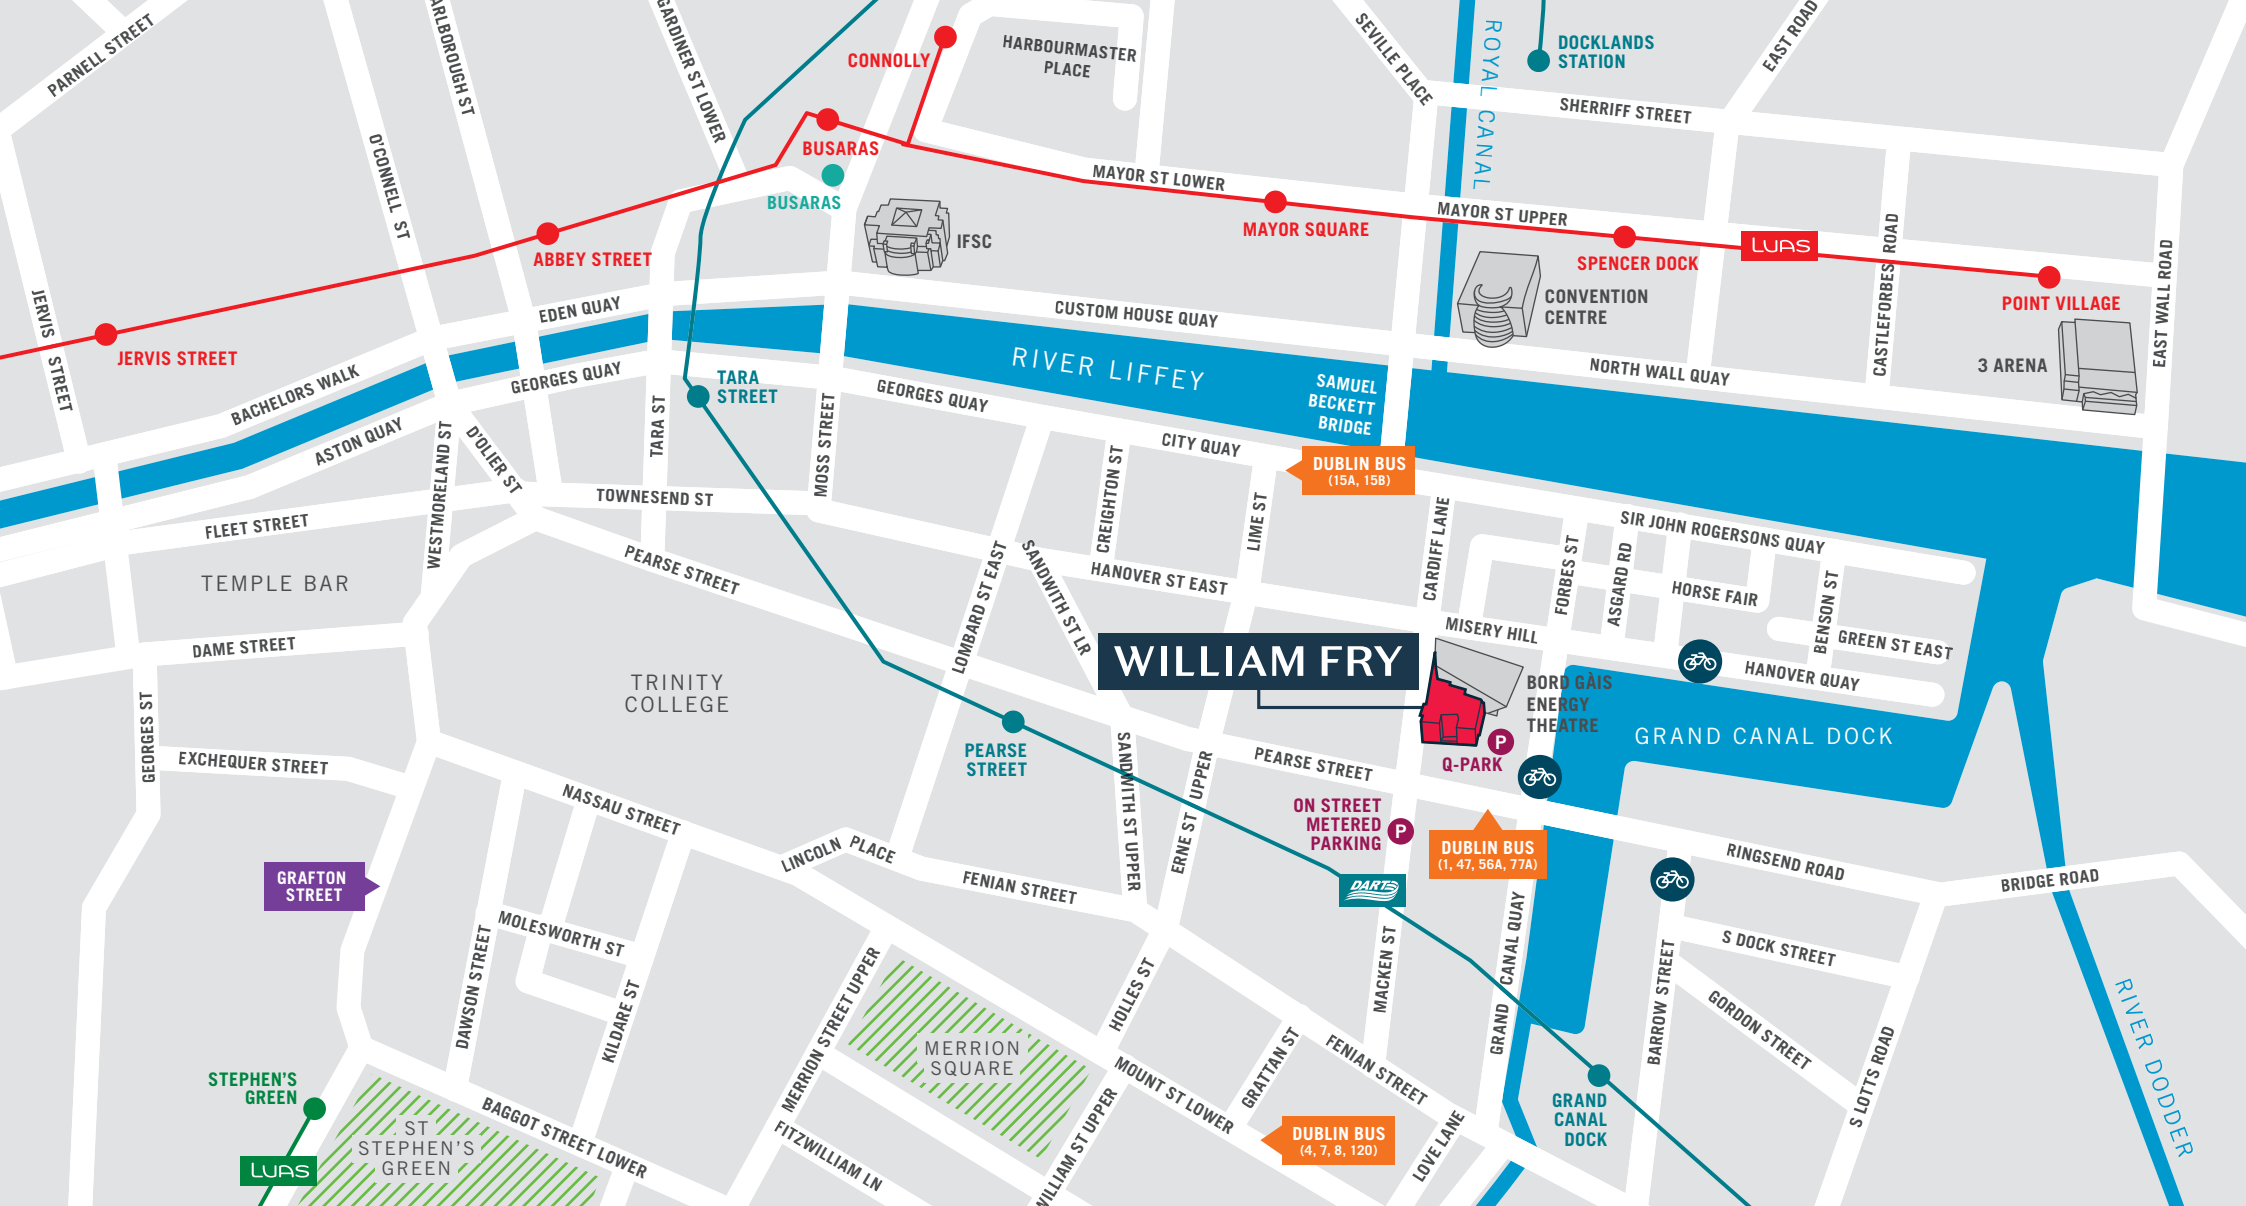 PARNELL STREET
ARLBOROUGH ST
GARDINER ST LOWER
O'CONNELL ST
CONNOLLY
HARBOURMASTER
PLACE
SEVILLE PLACE
ROYAL CANAL
DOCKLANDS
STATION
EAST ROAD
SHERRIFF STREET
BUSARAS
BUSARAS
MAYOR ST LOWER
MAYOR SQUARE
MAYOR ST UPPER
SPENCER DOCK
LUAS
CASTLEFORBES ROAD
EAST WALL ROAD
POINT VILLAGE
3 ARENA
ABBEY STREET
IFSC
CONVENTION
CENTRE
JERVIS STREET
JERVIS STREET
EDEN QUAY
CUSTOM HOUSE QUAY
NORTH WALL QUAY
RIVER LIFFEY
SAMUEL
BECKETT
BRIDGE
BACHELORS WALK
GEORGES QUAY
TARA
STREET
GEORGES QUAY
ASTON QUAY
WESTMORELAND ST
D'OLIER ST
TARA ST
MOSS STREET
CITY QUAY
DUBLIN BUS
(15A, 15B)
CREIGHTON ST
LIME ST
CARDIFF LANE
FLEET STREET
TOWNESEND ST
SIR JOHN ROGERSONS QUAY
FORBES ST
ASGARD RD
HORSE FAIR
BENSON ST
GREEN ST EAST
HANOVER QUAY
TEMPLE BAR
PEARSE STREET
LOMBARD ST EAST
SANDWITH ST LR
HANOVER ST EAST
MISERY HILL
DAME STREET
WILLIAM FRY
BORD GÀIS
ENERGY
THEATRE
TRINITY
COLLEGE
GRAND CANAL DOCK
GEORGES ST
EXCHEQUER STREET
PEARSE
STREET
SANDWITH ST UPPER
ERNE ST UPPER
PEARSE STREET
P
Q-PARK
NASSAU STREET
LINCOLN PLACE
FENIAN STREET
ON STREET
METERED
PARKING
P
DUBLIN BUS
(1, 47, 56A, 77A)
RINGSEND ROAD
BRIDGE ROAD
GRAFTON
STREET
DART
MOLESWORTH ST
DAWSON STREET
KILDARE ST
MERRION STREET UPPER
HOLLES ST
MACKEN ST
GRAND CANAL QUAY
BARROW STREET
S DOCK STREET
GORDON STREET
S LOTTS ROAD
RIVER DODDER
MERRION
SQUARE
MOUNT ST LOWER
GRATTAN ST
FENIAN STREET
LOVE LANE
GRAND
CANAL
DOCK
STEPHEN'S
GREEN
ST
STEPHEN'S
GREEN
LUAS
BAGGOT STREET LOWER
FITZWILLIAM LN
WILLIAM ST UPPER
DUBLIN BUS
(4, 7, 8, 120)